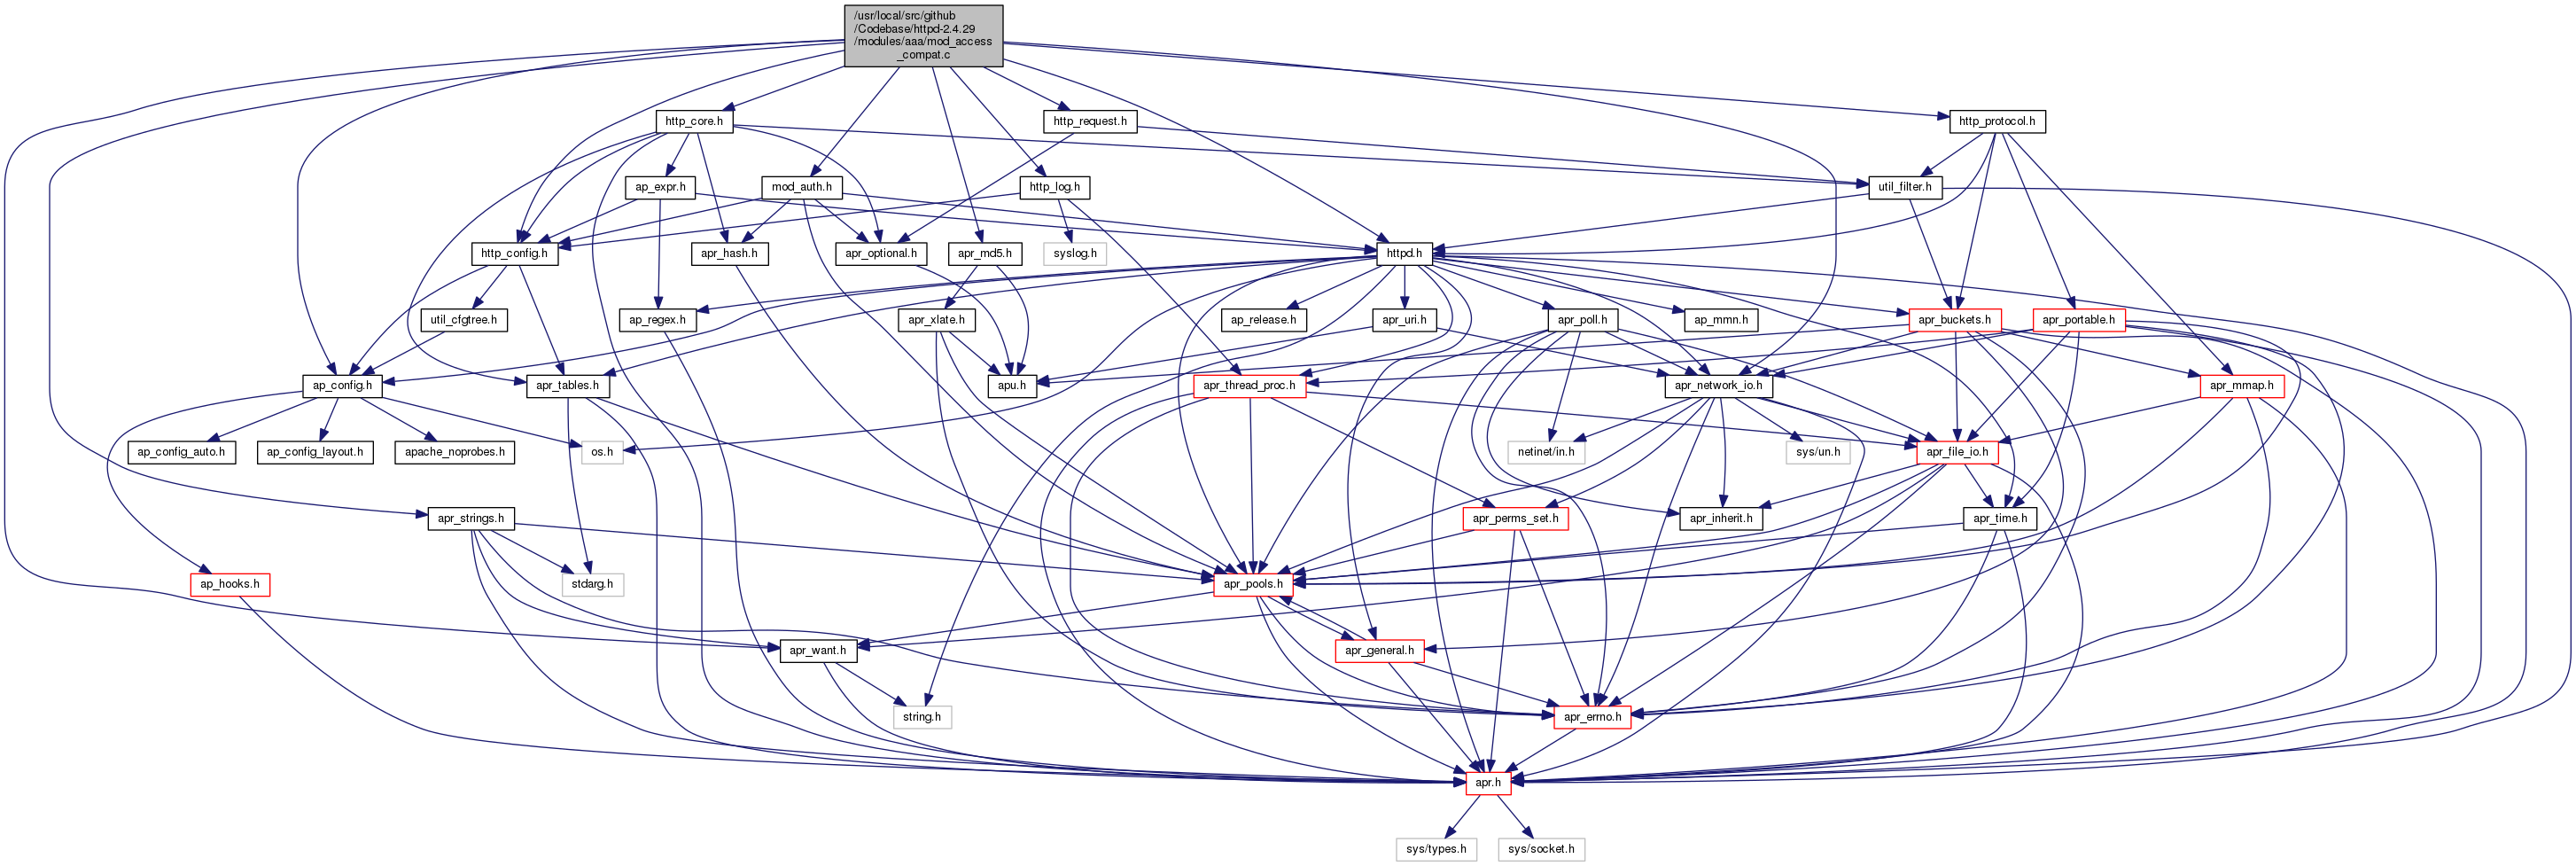 /usr/local/src/github
/Codebase/httpd-2.4.29
/modules/aaa/mod_access
_compat.c
http_core.h
http_request.h
http_protocol.h
ap_expr.h
mod_auth.h
http_log.h
util_filter.h
http_config.h
apr_hash.h
apr_optional.h
apr_md5.h
syslog.h
httpd.h
util_cfgtree.h
ap_regex.h
apr_xlate.h
ap_release.h
apr_uri.h
apr_poll.h
ap_mmn.h
apr_buckets.h
apr_portable.h
ap_config.h
apr_tables.h
apu.h
apr_thread_proc.h
apr_network_io.h
apr_mmap.h
ap_config_auto.h
ap_config_layout.h
apache_noprobes.h
os.h
netinet/in.h
sys/un.h
apr_file_io.h
apr_strings.h
apr_perms_set.h
apr_inherit.h
apr_time.h
ap_hooks.h
stdarg.h
apr_pools.h
apr_want.h
apr_general.h
string.h
apr_errno.h
apr.h
sys/types.h
sys/socket.h